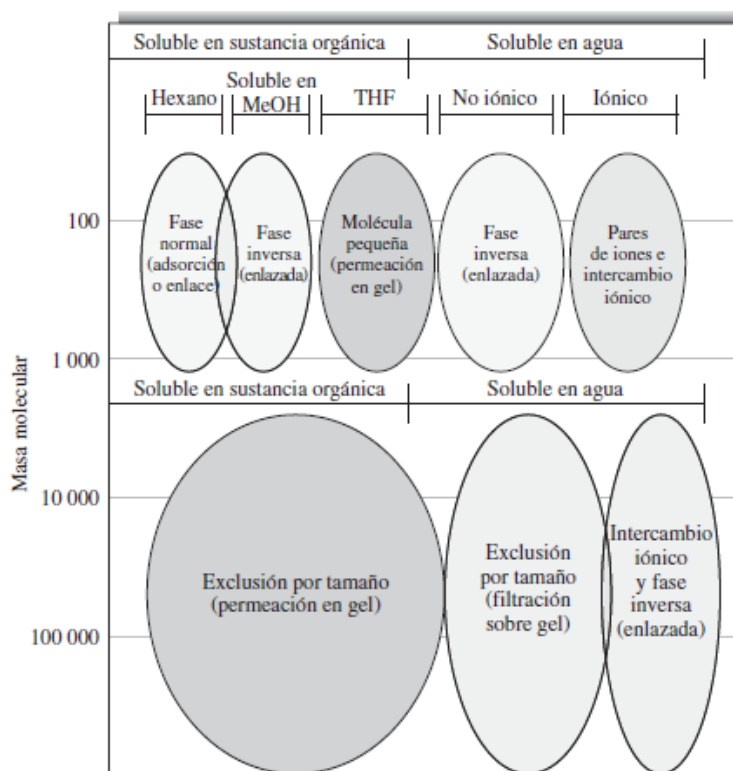 Soluble en sustancia orgánica
Soluble en agua
Hexano
Soluble en
MeOH
THF
No iónico
Iónico
Masa molecular
100
1 000
10 000
100 000
Fase
normal
(adsorción
o enlace)
Fase
inversa
(enlazada)
Molécula
pequeña
(permeación
en gel)
Fase
inversa
(enlazada)
Pares
de iones e
intercambio
iónico
Soluble en sustancia orgánica
Soluble en agua
Exclusión por tamaño
(permeación en gel)
Exclusión
por tamaño
(filtración
sobre gel)
Intercambio
iónico
y fase
inversa
(enlazada)